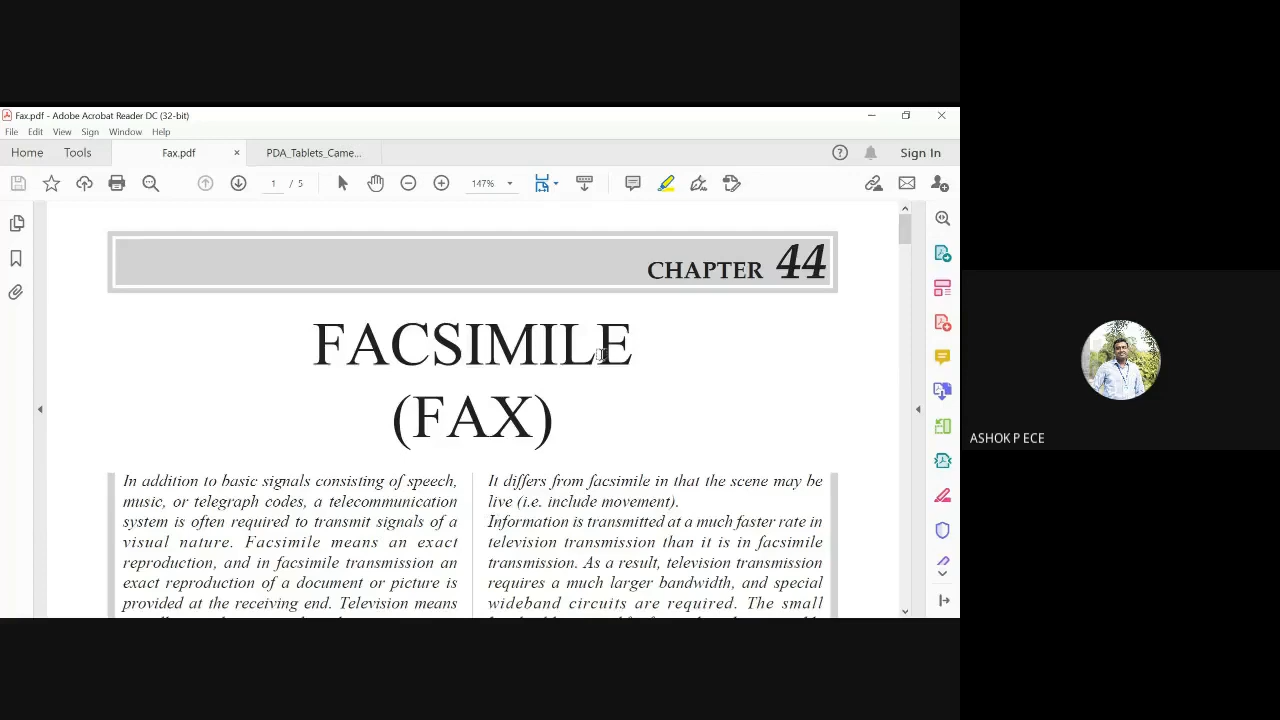 Fax.pdf - Adobe Acrobat Reader DC (32-bit)
File Edit View Sign Window Help
Home Tools Fax.pdf × PDA_Tablets_Came... Sign In
1 / 5 147%
CHAPTER 44
FACSIMILE
(FAX)
In addition to basic signals consisting of speech,
music, or telegraph codes, a telecommunication
system is often required to transmit signals of a
visual nature. Facsimile means an exact
reproduction, and in facsimile transmission an
exact reproduction of a document or picture is
provided at the receiving end. Television means
It differs from facsimile in that the scene may be
live (i.e. include movement).
Information is transmitted at a much faster rate in
television transmission than it is in facsimile
transmission. As a result, television transmission
requires a much larger bandwidth, and special
wideband circuits are required. The small
ASHOK P ECE